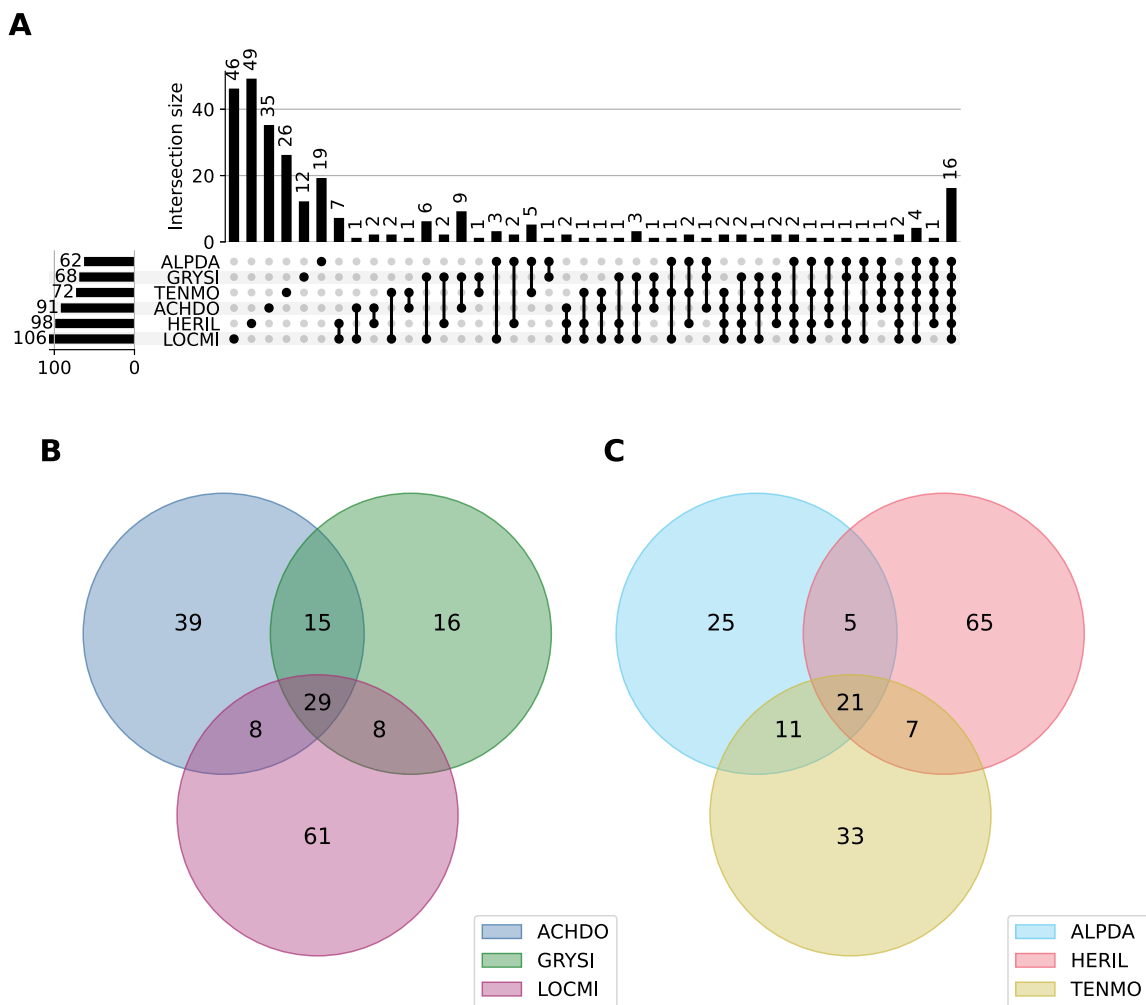 A
46 49 35 26 12 19 7 1 2 2 1 6 2 9 1 3 2 5 1 2 1 1 1 3 1 1 2 1 2 2 1 2 2 1 1 1 1 1 2 4 1 16
Intersection size
40
20
0
62 ALPDA
68 GRYSI
72 TENMO
91 ACHDO
98 HERIL
106 LOCMI
100 0
B
39 15 16
29
8 8
61
ACHDO
GRYSI
LOCMI
C
25 5 65
21
11 7
33
ALPDA
HERIL
TENMO